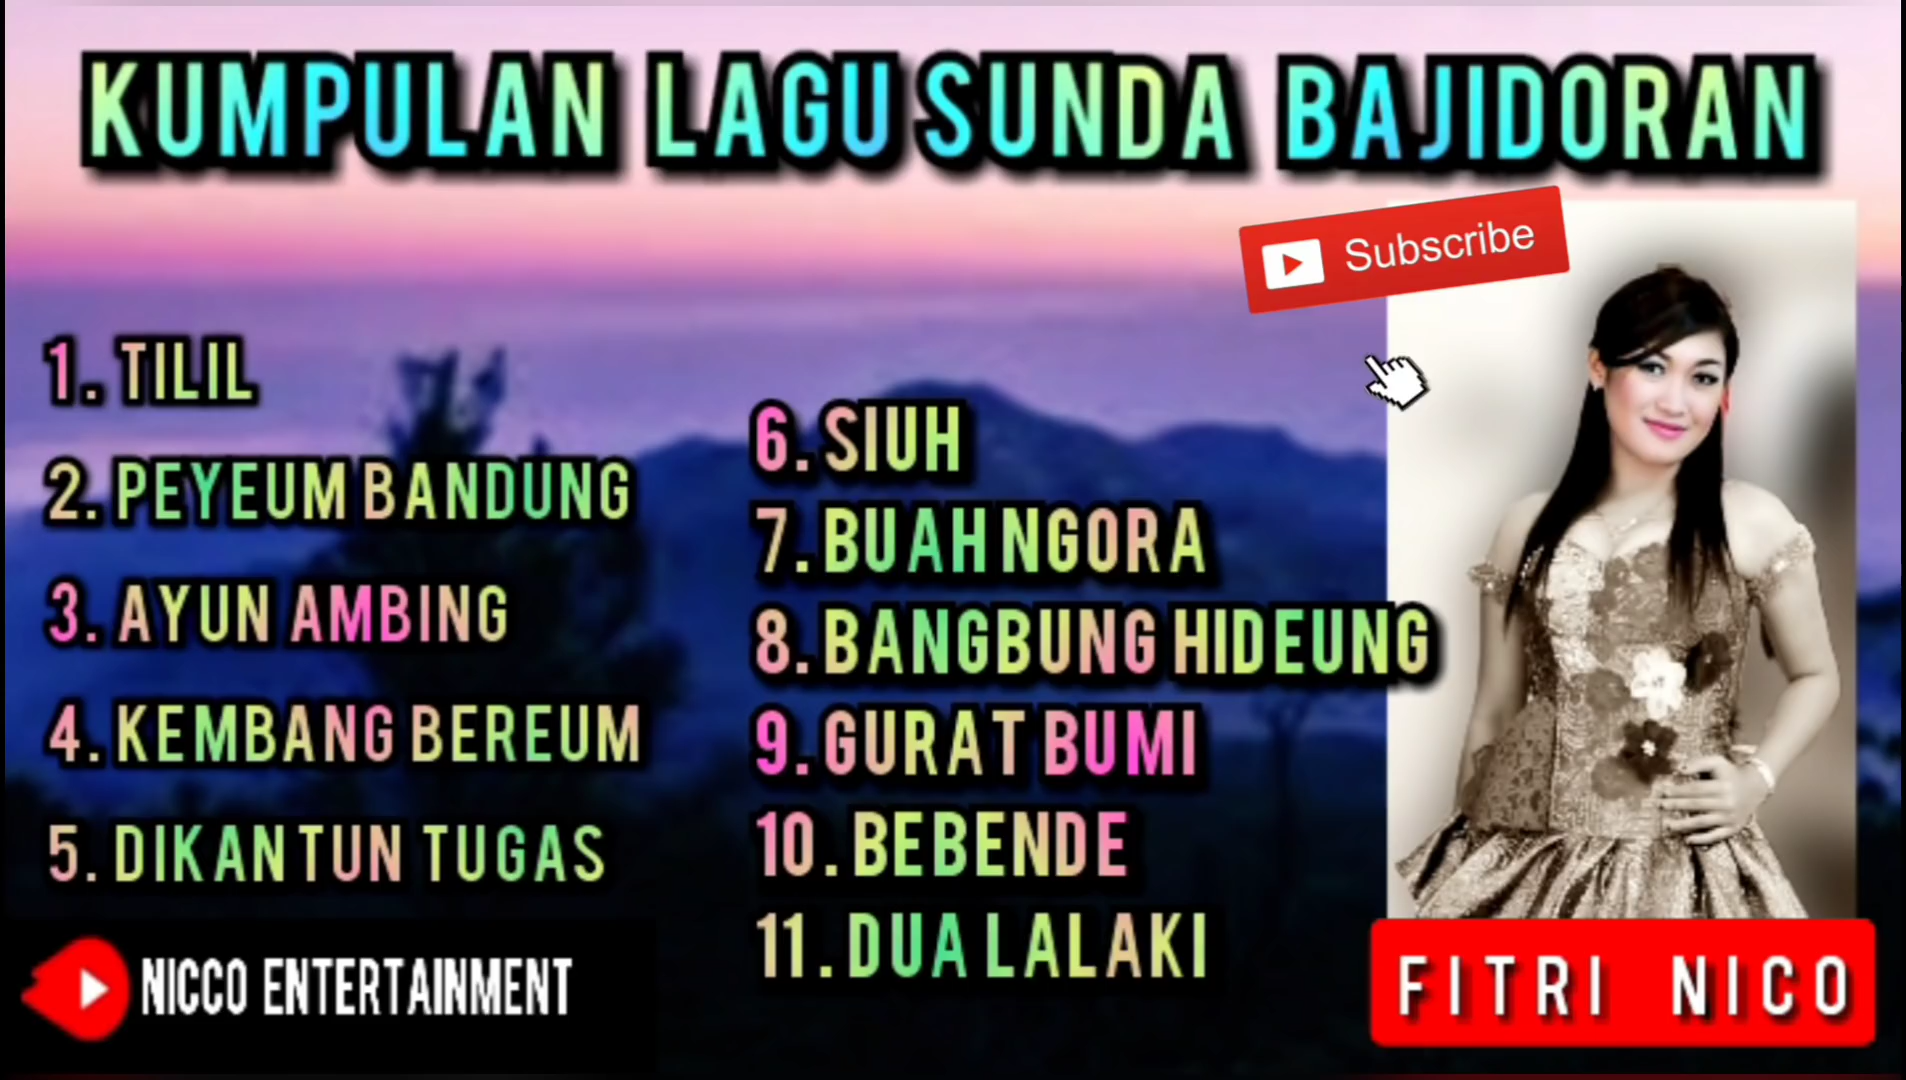 KUMPULAN LAGU SUNDA BAJIDORAN
Subscribe
1. TILIL
2. PEYEUM BANDUNG
3. AYUN AMBING
4. KEMBANG BEREUM
5. DIKANTUN TUGAS
6. SIUH
7. BUAH NGORA
8. BANGBUNG HIDEUNG
9. GURAT BUMI
10. BEBENDE
11. DUA LALAKI
NICCO ENTERTAINMENT
FITRI NICO